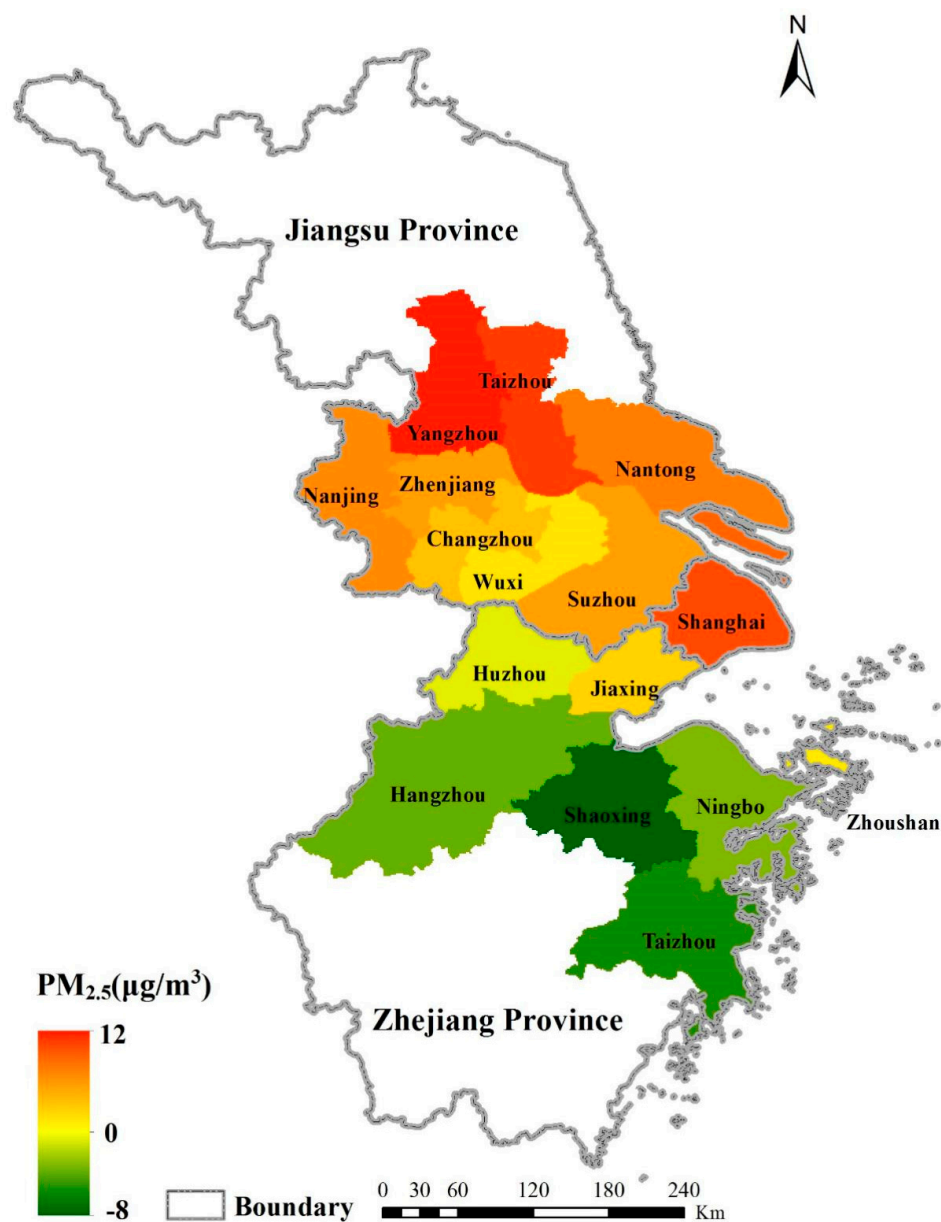 N
Jiangsu Province
Taizhou
Yangzhou
Nantong
Zhenjiang
Nanjing
Changzhou
Wuxi
Suzhou
Shanghai
Huzhou
Jiaxing
Hangzhou
Shaoxing
Ningbo
Zhoushan
Taizhou
Zhejiang Province
PM₂.₅(μg/m³)
12
0
-8
Boundary
0 30 60 120 180 240
Km